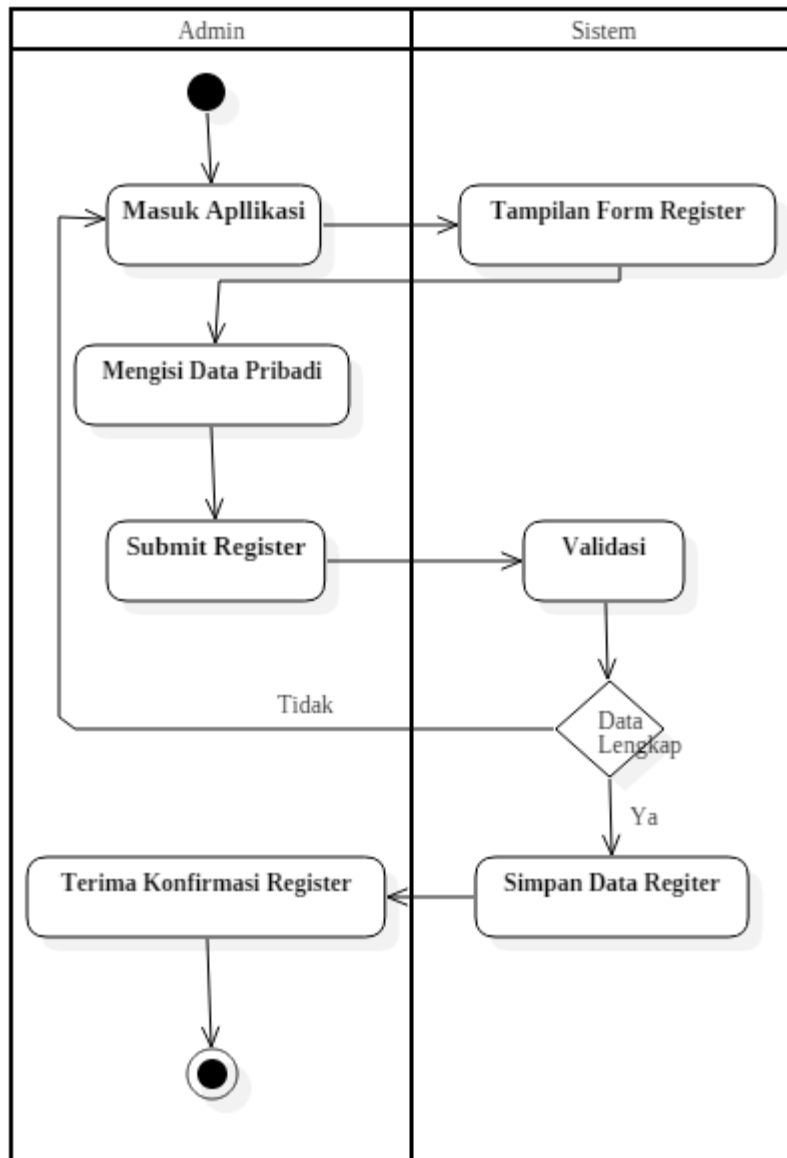 Admin
Sistem
Masuk Apllikasi
Tampilan Form Register
Mengisi Data Pribadi
Submit Register
Validasi
Tidak
Data
Lengkap
Ya
Terima Konfirmasi Register
Simpan Data Regiter